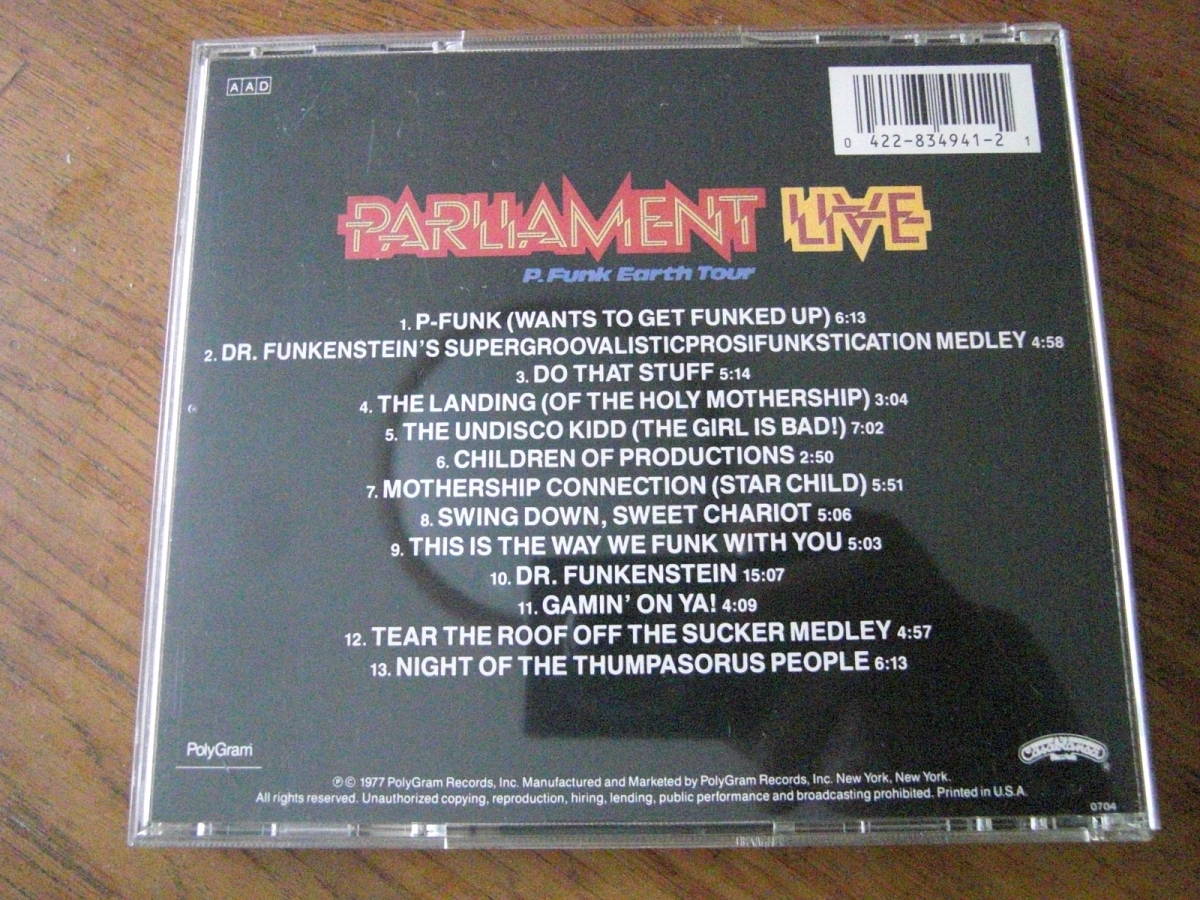 AAD
0 422-834941-2 1
PARLIAMENT LIVE
P.Funk Earth Tour
1. P-FUNK (WANTS TO GET FUNKED UP) 6:13
2. DR. FUNKENSTEIN'S SUPERGROOVALISTICPROSIFUNKSTICATION MEDLEY 4:58
3. DO THAT STUFF 5:14
4. THE LANDING (OF THE HOLY MOTHERSHIP) 3:04
5. THE UNDISCO KIDD (THE GIRL IS BAD!) 7:02
6. CHILDREN OF PRODUCTIONS 2:50
7. MOTHERSHIP CONNECTION (STAR CHILD) 5:51
8. SWING DOWN, SWEET CHARIOT 5:06
9. THIS IS THE WAY WE FUNK WITH YOU 5:03
10. DR. FUNKENSTEIN 15:07
11. GAMIN' ON YA! 4:09
12. TEAR THE ROOF OFF THE SUCKER MEDLEY 4:57
13. NIGHT OF THE THUMPASORUS PEOPLE 6:13
PolyGram
Casablanca
℗ © 1977 PolyGram Records, Inc. Manufactured and Marketed by PolyGram Records, Inc. New York, New York.
All rights reserved. Unauthorized copying, reproduction, hiring, lending, public performance and broadcasting prohibited. Printed in U.S.A.
0704